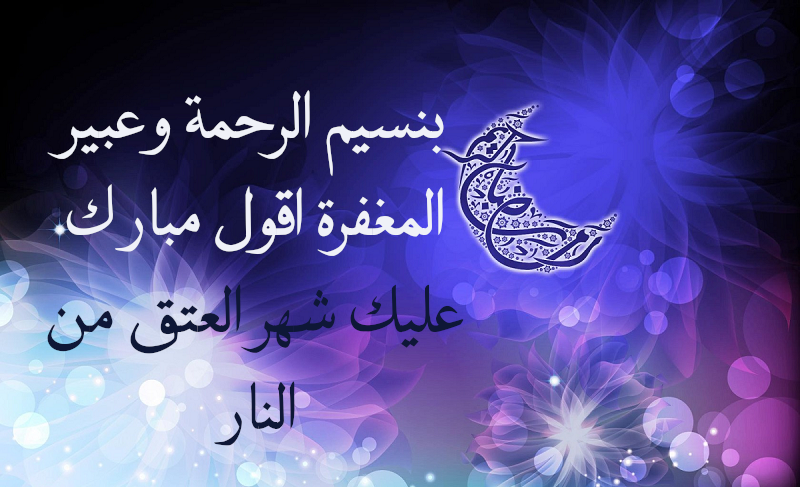 بنسيم الرحمة وعبير
المغفرة اقول مبارك
عليك شهر العتق من
النار